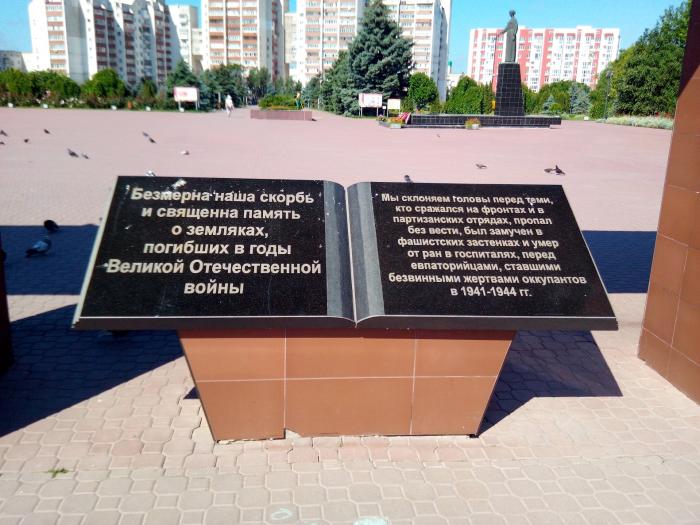 Безмерна наша скорбь
и священна память
о земляках,
погибших в годы
Великой Отечественной
войны
Мы склоняем головы перед теми,
кто сражался на фронтах и в
партизанских отрядах, пропал
без вести, был замучен в
фашистских застенках и умер
от ран в госпиталях, перед
евпаторийцами, ставшими
безвинными жертвами оккупантов
в 1941-1944 гг.